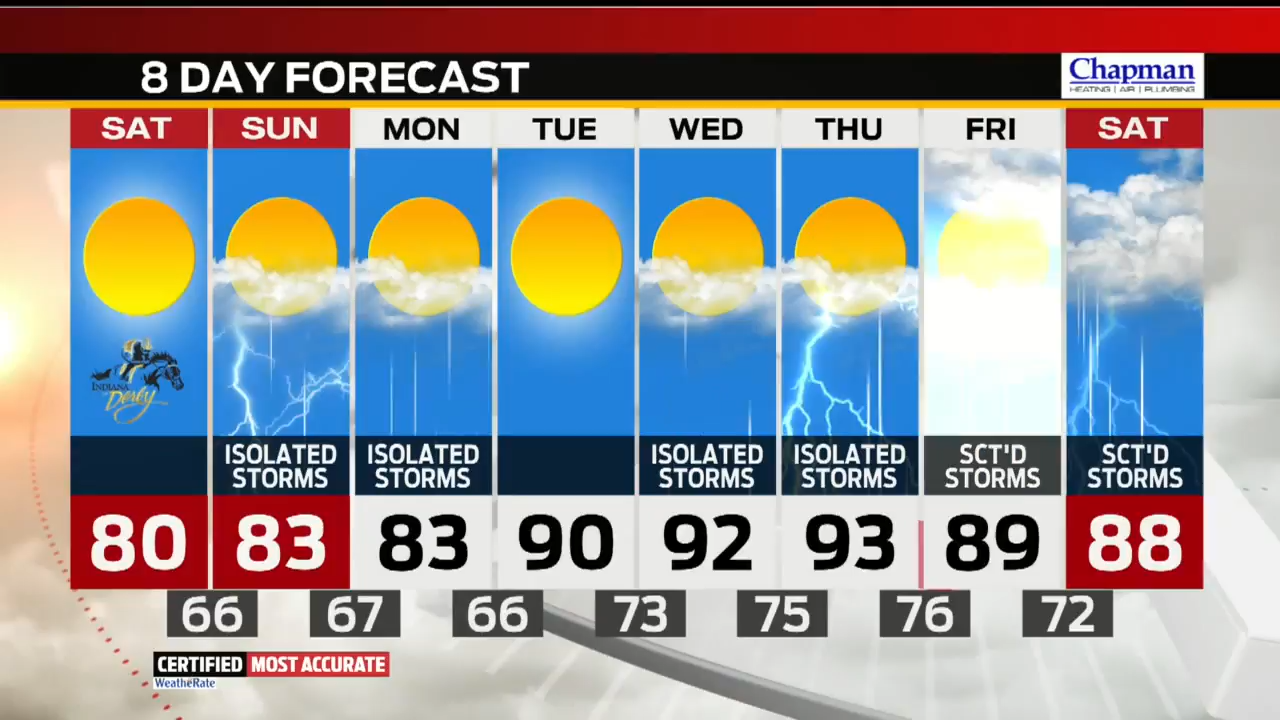 8 DAY FORECAST
Chapman
HEATING | AIR | PLUMBING
SAT SUN MON TUE WED THU FRI SAT
INDIANA
Derby
ISOLATED ISOLATED ISOLATED ISOLATED SCT'D SCT'D
STORMS STORMS STORMS STORMS STORMS STORMS
80 83 83 90 92 93 89 88
66 67 66 73 75 76 72
CERTIFIED MOST ACCURATE
WeatheRate